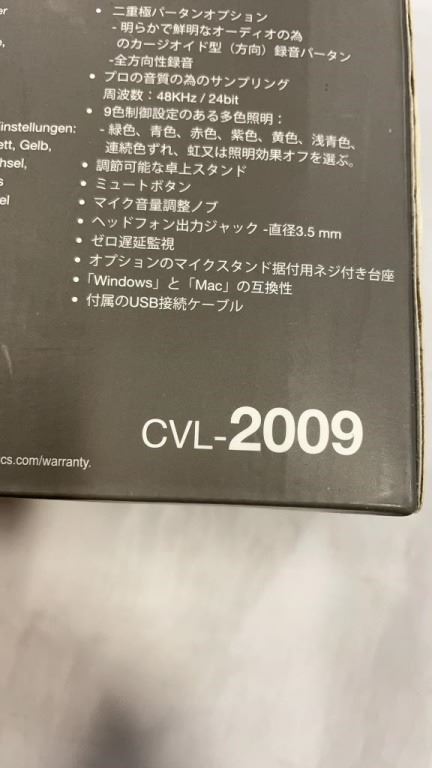 er
o,
instellungen:
ett, Gelb,
hsel,
s
el
• 二重極パータンオプション
- 明らかで鮮明なオーディオの為
のカージオイド型（方向）録音パータン
-全方向性録音
• プロの音質の為のサンプリング
周波数：48KHz / 24bit
• 9色制御設定のある多色照明：
- 緑色、青色、赤色、紫色、黄色、浅青色、
連続色ずれ、虹又は照明効果オフを選ぶ。
• 調節可能な卓上スタンド
• ミュートボタン
• マイク音量調整ノブ
• ヘッドフォン出力ジャック -直径3.5 mm
• ゼロ遅延監視
• オプションのマイクスタンド据付用ネジ付き台座
• 「Windows」と「Mac」の互換性
• 付属のUSB接続ケーブル
CVL-2009
cs.com/warranty.